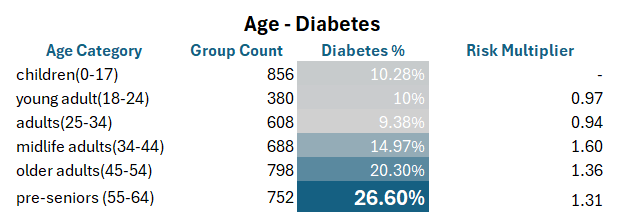 Age - Diabetes
Age Category Group Count Diabetes % Risk Multiplier
children(0-17) 856 10.28% -
young adult(18-24) 380 10% 0.97
adults(25-34) 608 9.38% 0.94
midlife adults(34-44) 688 14.97% 1.60
older adults(45-54) 798 20.30% 1.36
pre-seniors (55-64) 752 26.60% 1.31